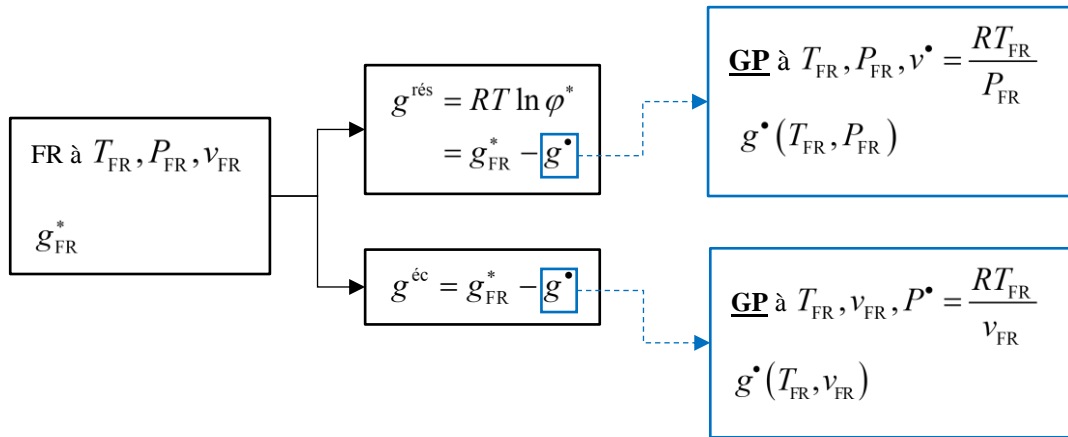 FR à T_FR, P_FR, v_FR
g*_FR
g^rés = RT ln φ*
= g*_FR − g^•
g^éc = g*_FR − g^•
GP à T_FR, P_FR, v^• = RT_FR / P_FR
g^•(T_FR, P_FR)
GP à T_FR, v_FR, P^• = RT_FR / v_FR
g^•(T_FR, v_FR)